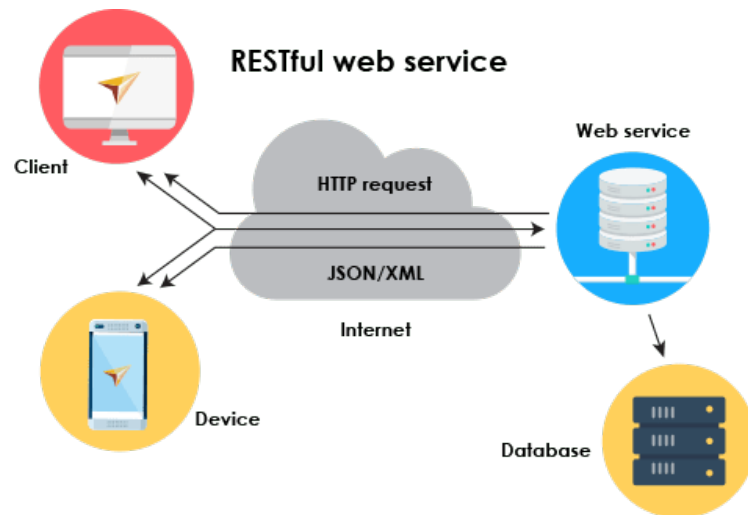 RESTful web service
Web service
Client
HTTP request
JSON/XML
Internet
Device
Database